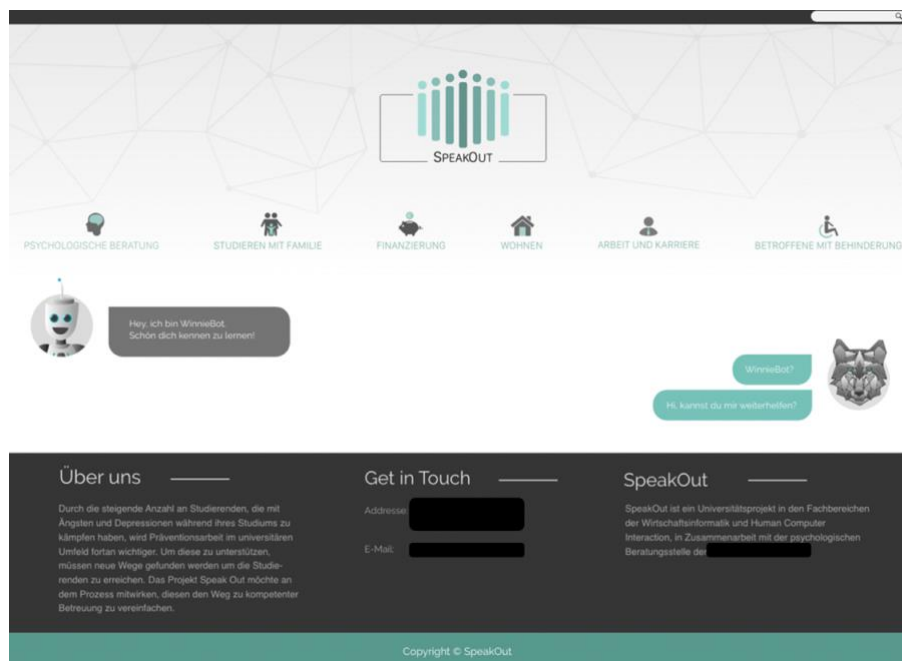 SPEAKOUT
PSYCHOLOGISCHE BERATUNG
STUDIEREN MIT FAMILIE
FINANZIERUNG
WOHNEN
ARBEIT UND KARRIERE
BETROFFENE MIT BEHINDERUNG
Hey, ich bin WinnieBot.
Schön dich kennen zu lernen!
WinnieBot?
Hi, kannst du mir weiterhelfen?
Über uns
Durch die steigende Anzahl an Studierenden, die mit
Ängsten und Depressionen während ihres Studiums zu
kämpfen haben, wird Präventionsarbeit im universitären
Umfeld fortan wichtiger. Um diese zu unterstützen,
müssen neue Wege gefunden werden um die Studie-
renden zu erreichen. Das Projekt Speak Out möchte an
dem Prozess mitwirken, diesen den Weg zu kompetenter
Betreuung zu vereinfachen.
Get in Touch
Addresse:
E-Mail:
SpeakOut
SpeakOut ist ein Universitätsprojekt in den Fachbereichen
der Wirtschaftsinformatik und Human Computer
Interaction, in Zusammenarbeit mit der psychologischen
Beratungsstelle der
Copyright © SpeakOut